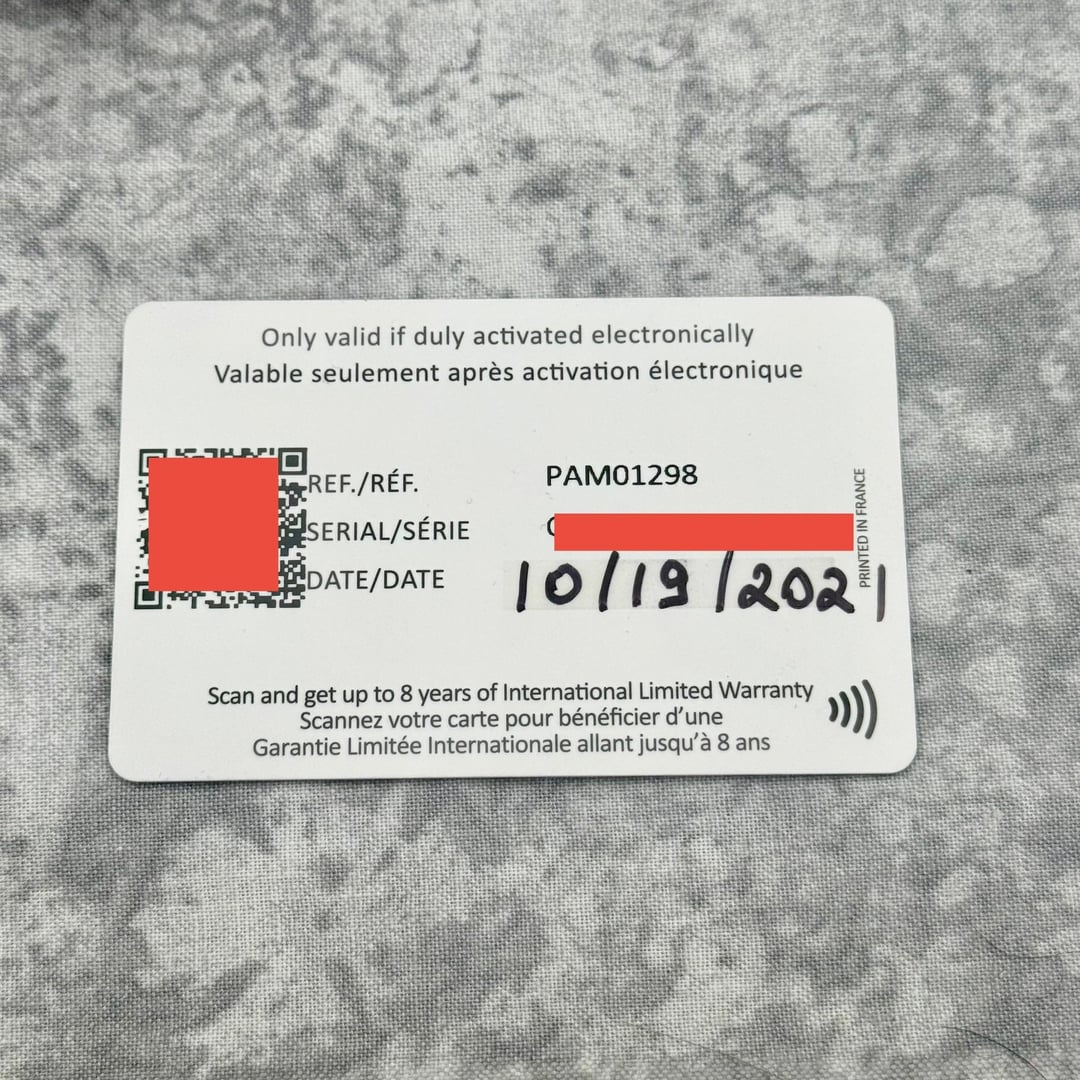 Only valid if duly activated electronically
Valable seulement après activation électronique
REF./RÉF. PAM01298
SERIAL/SÉRIE
DATE/DATE 10/19/2021
PRINTED IN FRANCE
Scan and get up to 8 years of International Limited Warranty
Scannez votre carte pour bénéficier d’une
Garantie Limitée Internationale allant jusqu’à 8 ans